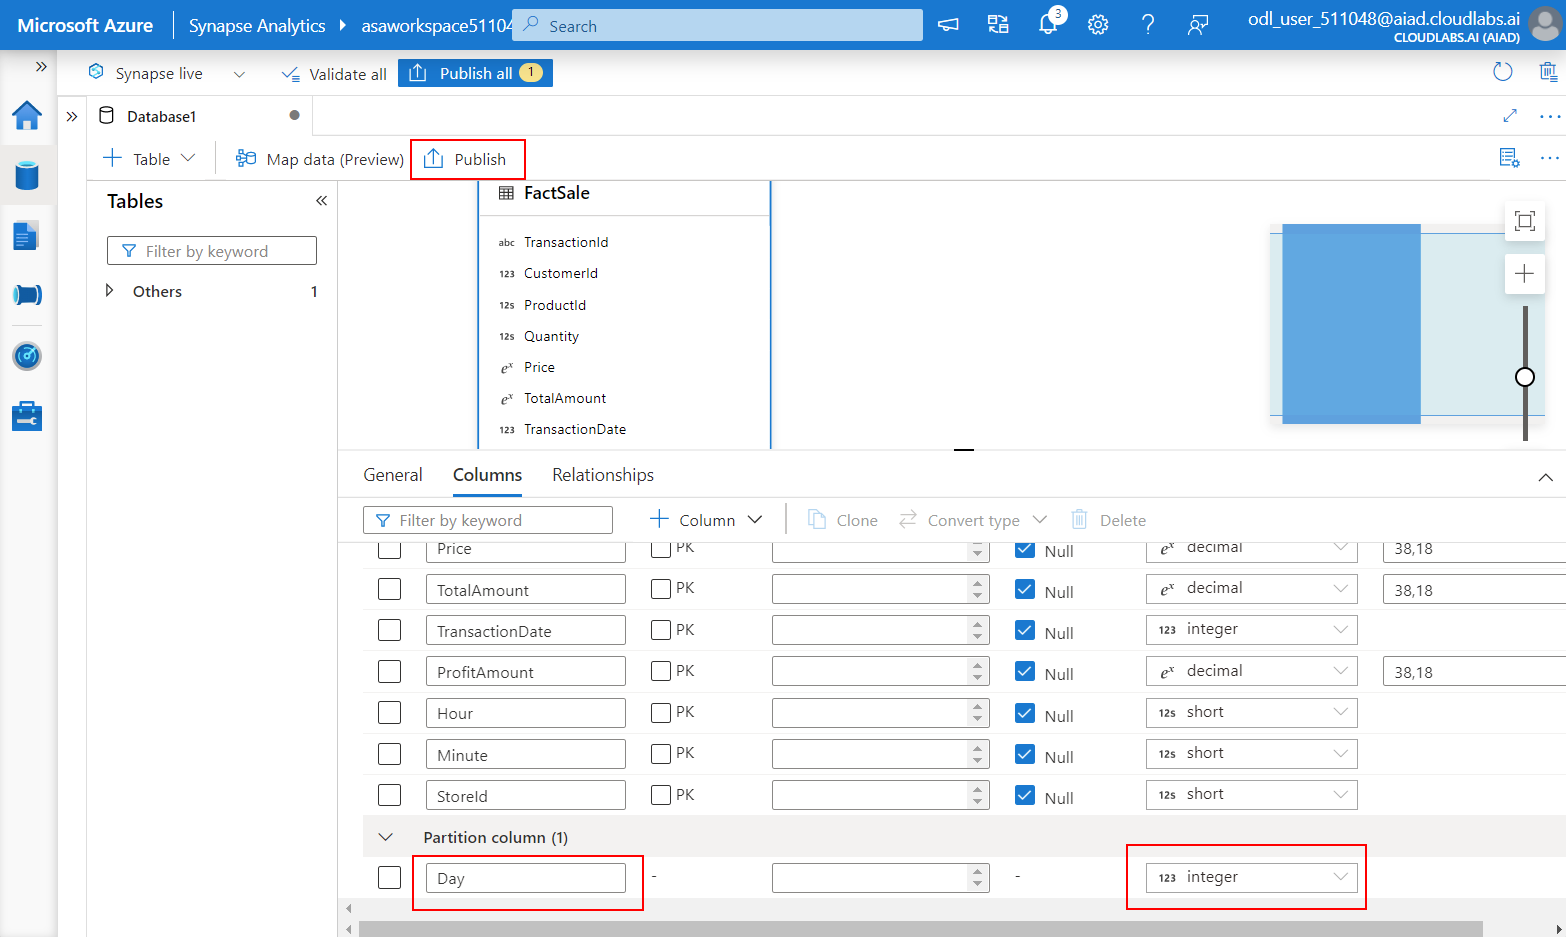 Microsoft Azure
Synapse Analytics
asaworkspace51104
Search
3
odl_user_511048@aiad.cloudlabs.ai
CLOUDLABS.AI (AIAD)
Synapse live
Validate all
Publish all 1
Database1
Table
Map data (Preview)
Publish
Tables
Filter by keyword
Others 1
FactSale
abc TransactionId
123 CustomerId
12s ProductId
12s Quantity
eˣ Price
eˣ TotalAmount
123 TransactionDate
General Columns Relationships
Filter by keyword
Column
Clone
Convert type
Delete
Price PK Null eˣ decimal 38,18
TotalAmount PK Null eˣ decimal 38,18
TransactionDate PK Null 123 integer
ProfitAmount PK Null eˣ decimal 38,18
Hour PK Null 12s short
Minute PK Null 12s short
StoreId PK Null 12s short
Partition column (1)
Day - - 123 integer